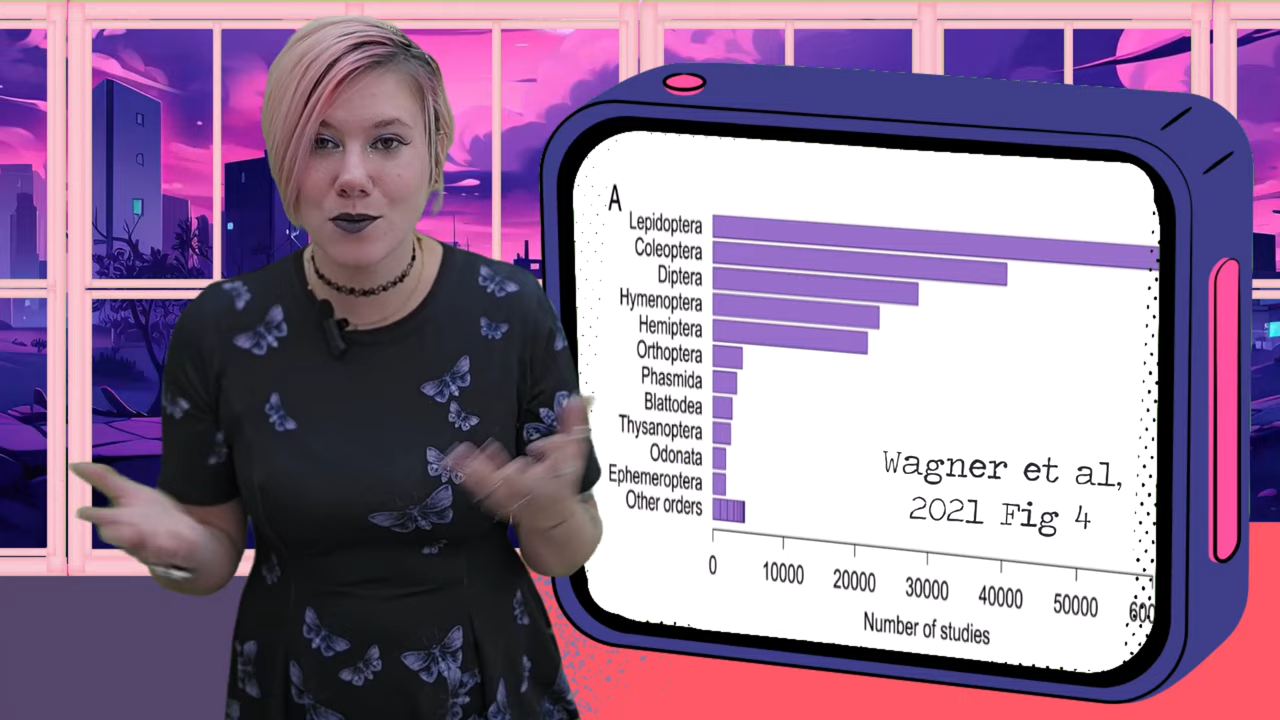 A
Lepidoptera
Coleoptera
Diptera
Hymenoptera
Hemiptera
Orthoptera
Phasmida
Blattodea
Thysanoptera
Odonata
Ephemeroptera
Other orders
Wagner et al,
2021 Fig 4
0 10000 20000 30000 40000 50000
Number of studies